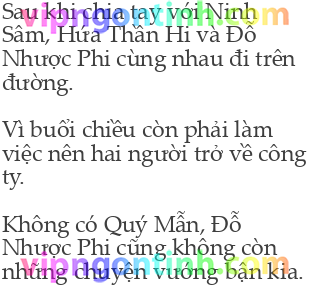 Sau khi chia tay với Ninh
vipngontinh.com
Sâm, Hứa Thần Hi và Đỗ
Nhược Phi cùng nhau đi trên
đường.
Vì buổi chiều còn phải làm
việc nên hai người trở về công
ty.
Không có Quý Mẫn, Đỗ
Nhược Phi cũng không còn
vipngontinh.com
những chuyện vướng bận kia.